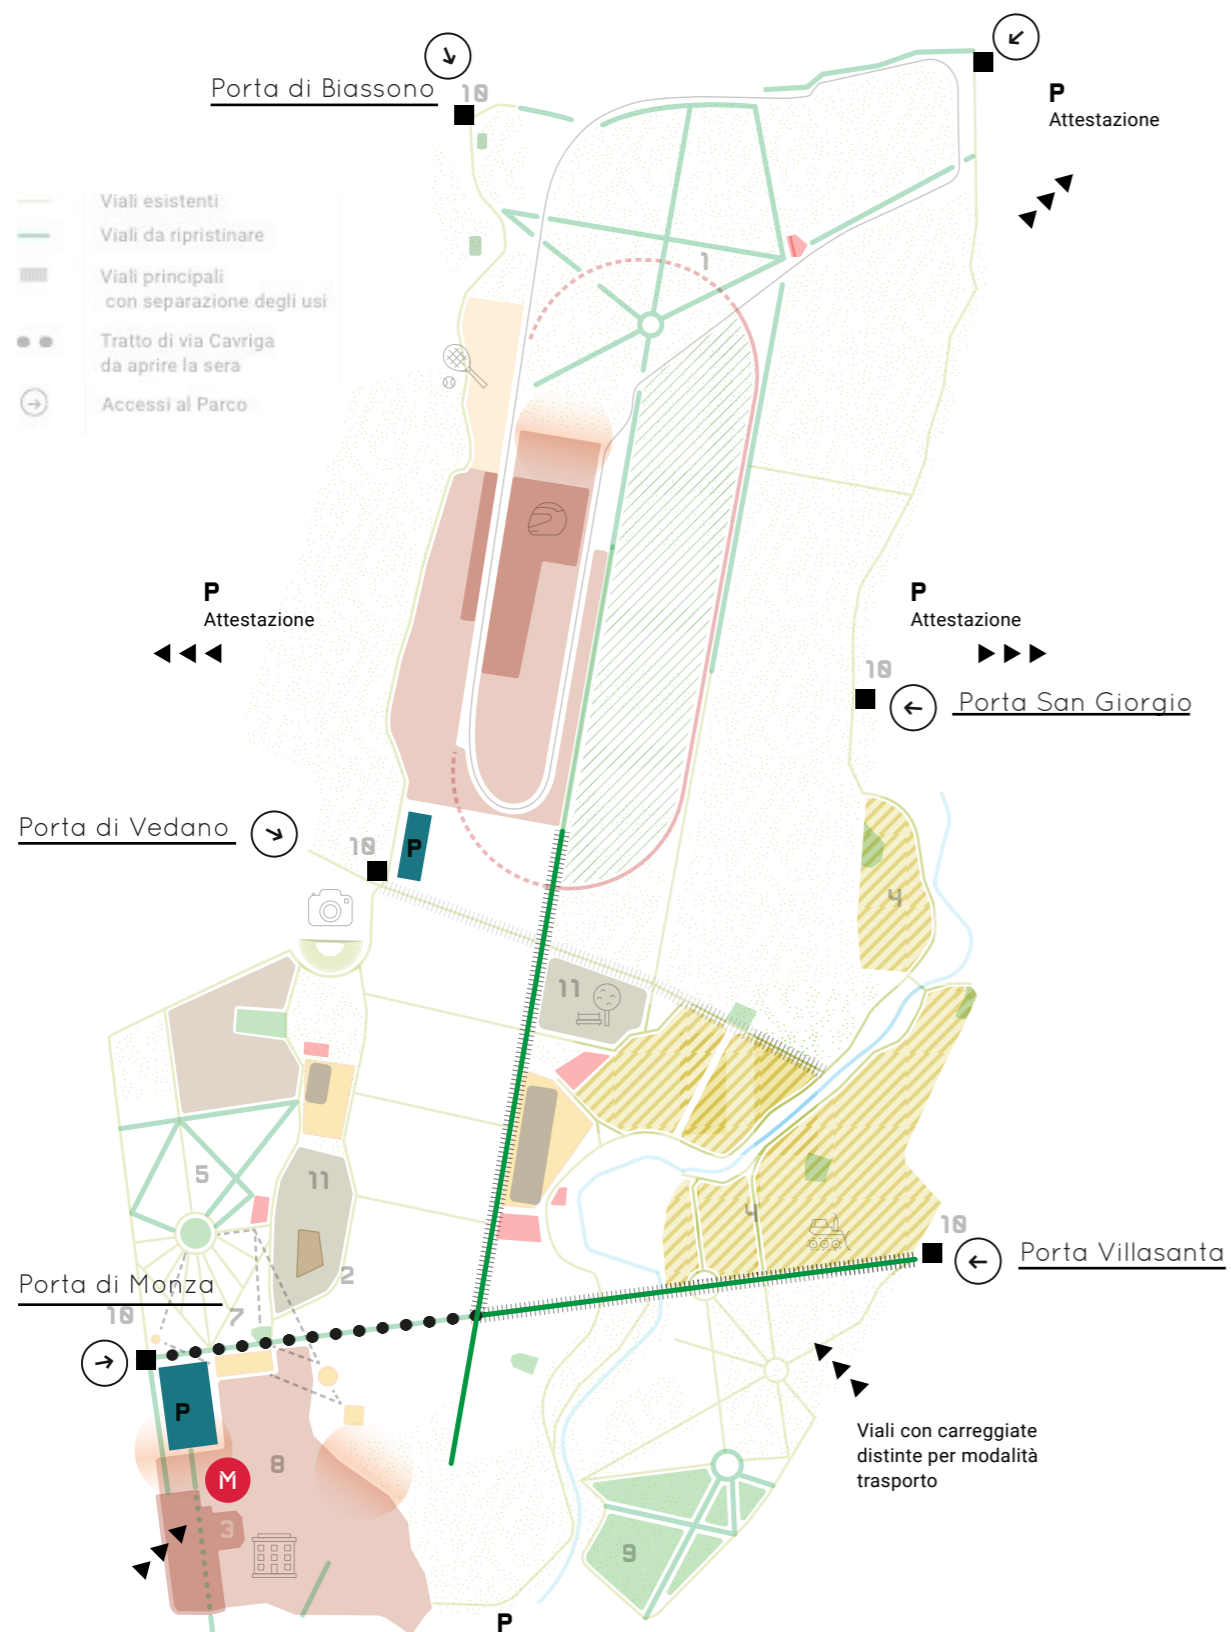 Porta di Biassono
10
P
Attestazione
Viali esistenti
Viali da ripristinare
Viali principali
con separazione degli usi
Tratto di via Cavriga
da aprire la sera
Accessi al Parco
1
P
Attestazione
P
Attestazione
10
Porta San Giorgio
Porta di Vedano
10
P
4
11
5
11
4
10
Porta Villasanta
2
Porta di Monza
10
7
P
Viali con carreggiate
distinte per modalità
trasporto
8
M
3
9
P